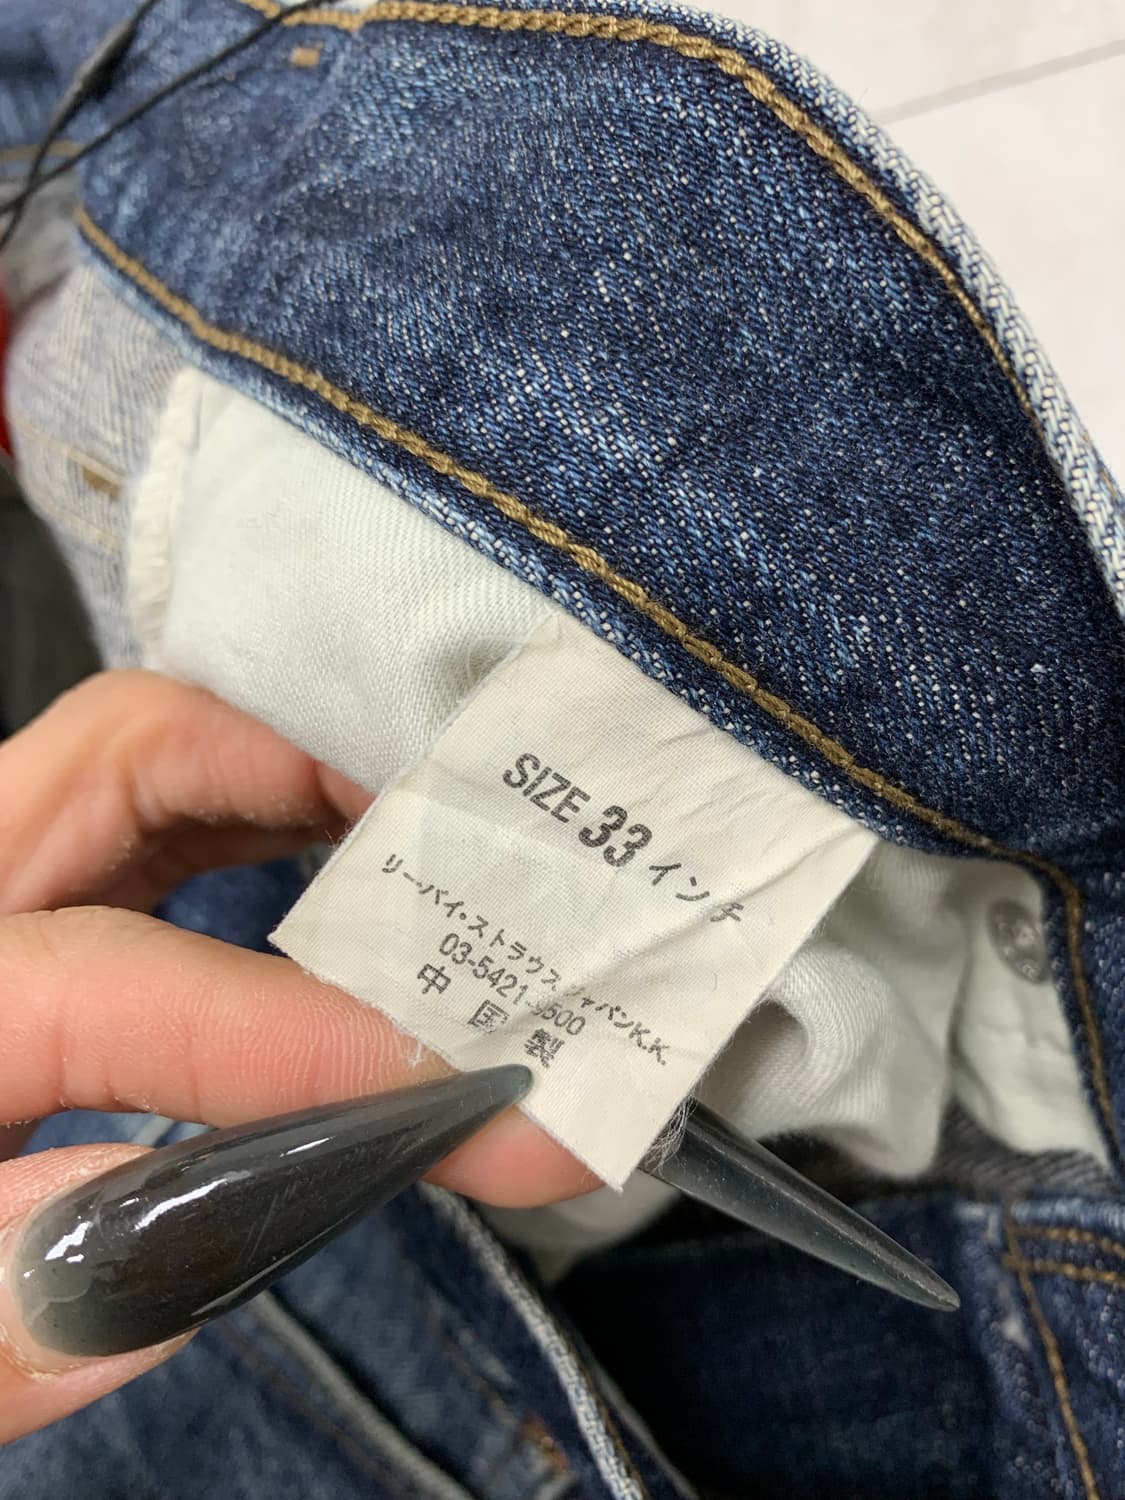 SIZE 33 インチ
リーバイ・ストラウス ジャパンK.K.
03-5421-9500
中国製